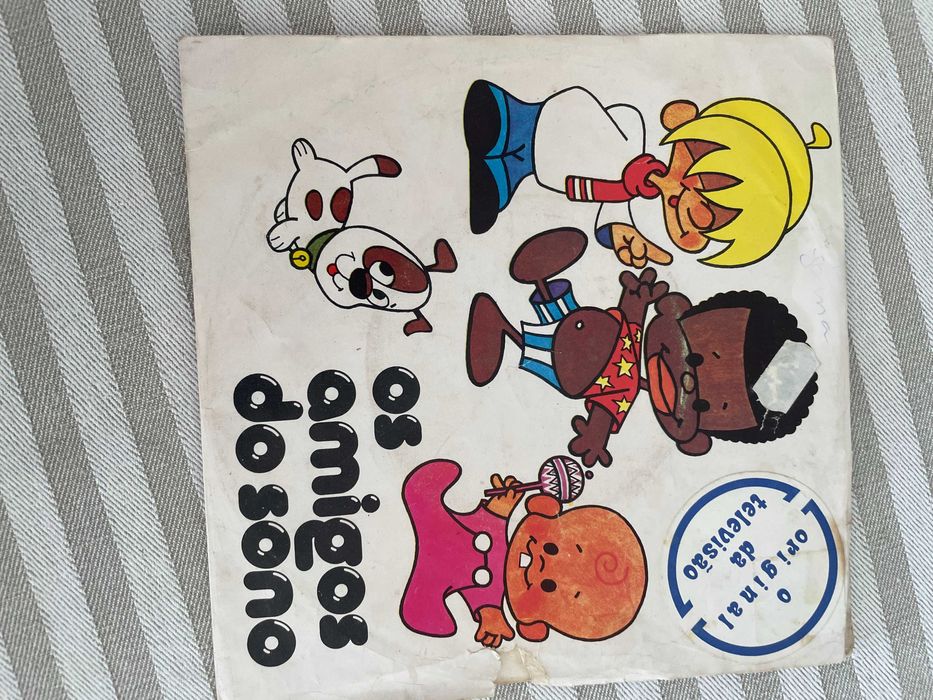 o
original
da
televisão
os
amigos
do sono